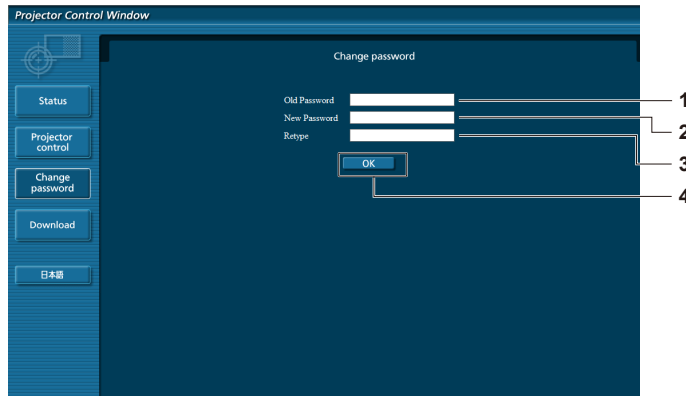 Projector Control Window
Change password
Status
Projector
control
Change
password
Download
日本語
Old Password
New Password
Retype
OK
1
2
3
4